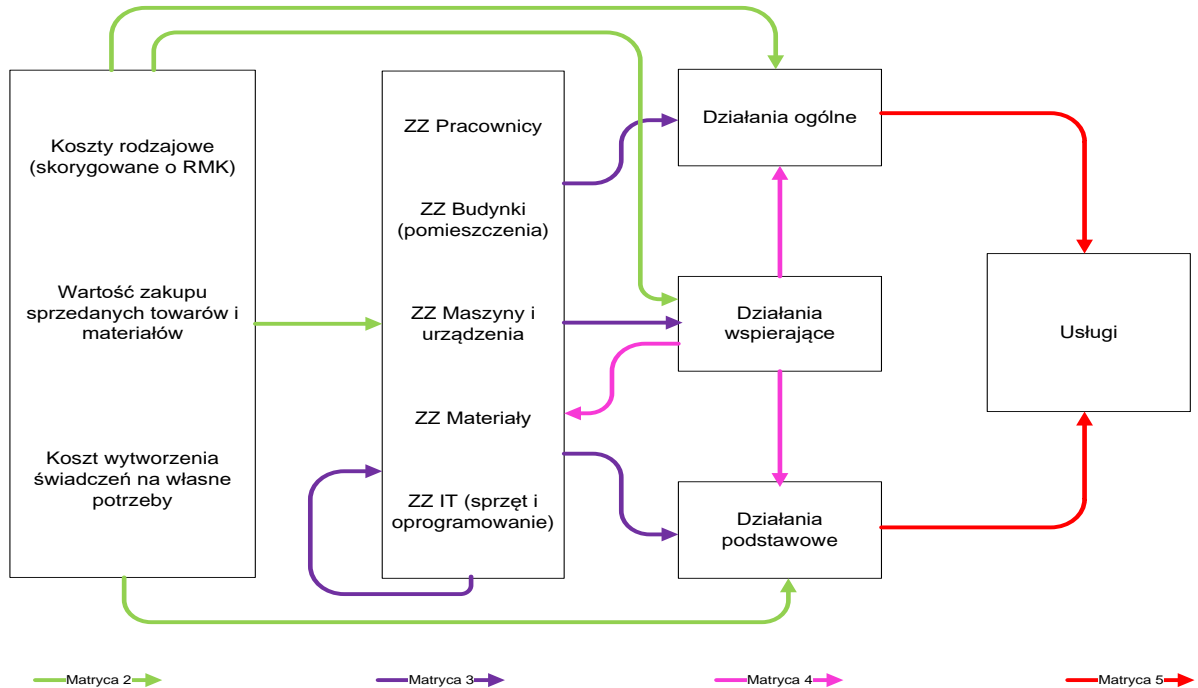 Koszty rodzajowe
(skorygowane o RMK)
Wartość zakupu
sprzedanych towarów i
materiałów
Koszt wytworzenia
świadczeń na własne
potrzeby
ZZ Pracownicy
ZZ Budynki
(pomieszczenia)
ZZ Maszyny i
urządzenia
ZZ Materiały
ZZ IT (sprzęt i
oprogramowanie)
Działania ogólne
Działania
wspierające
Działania
podstawowe
Usługi
Matryca 2
Matryca 3
Matryca 4
Matryca 5